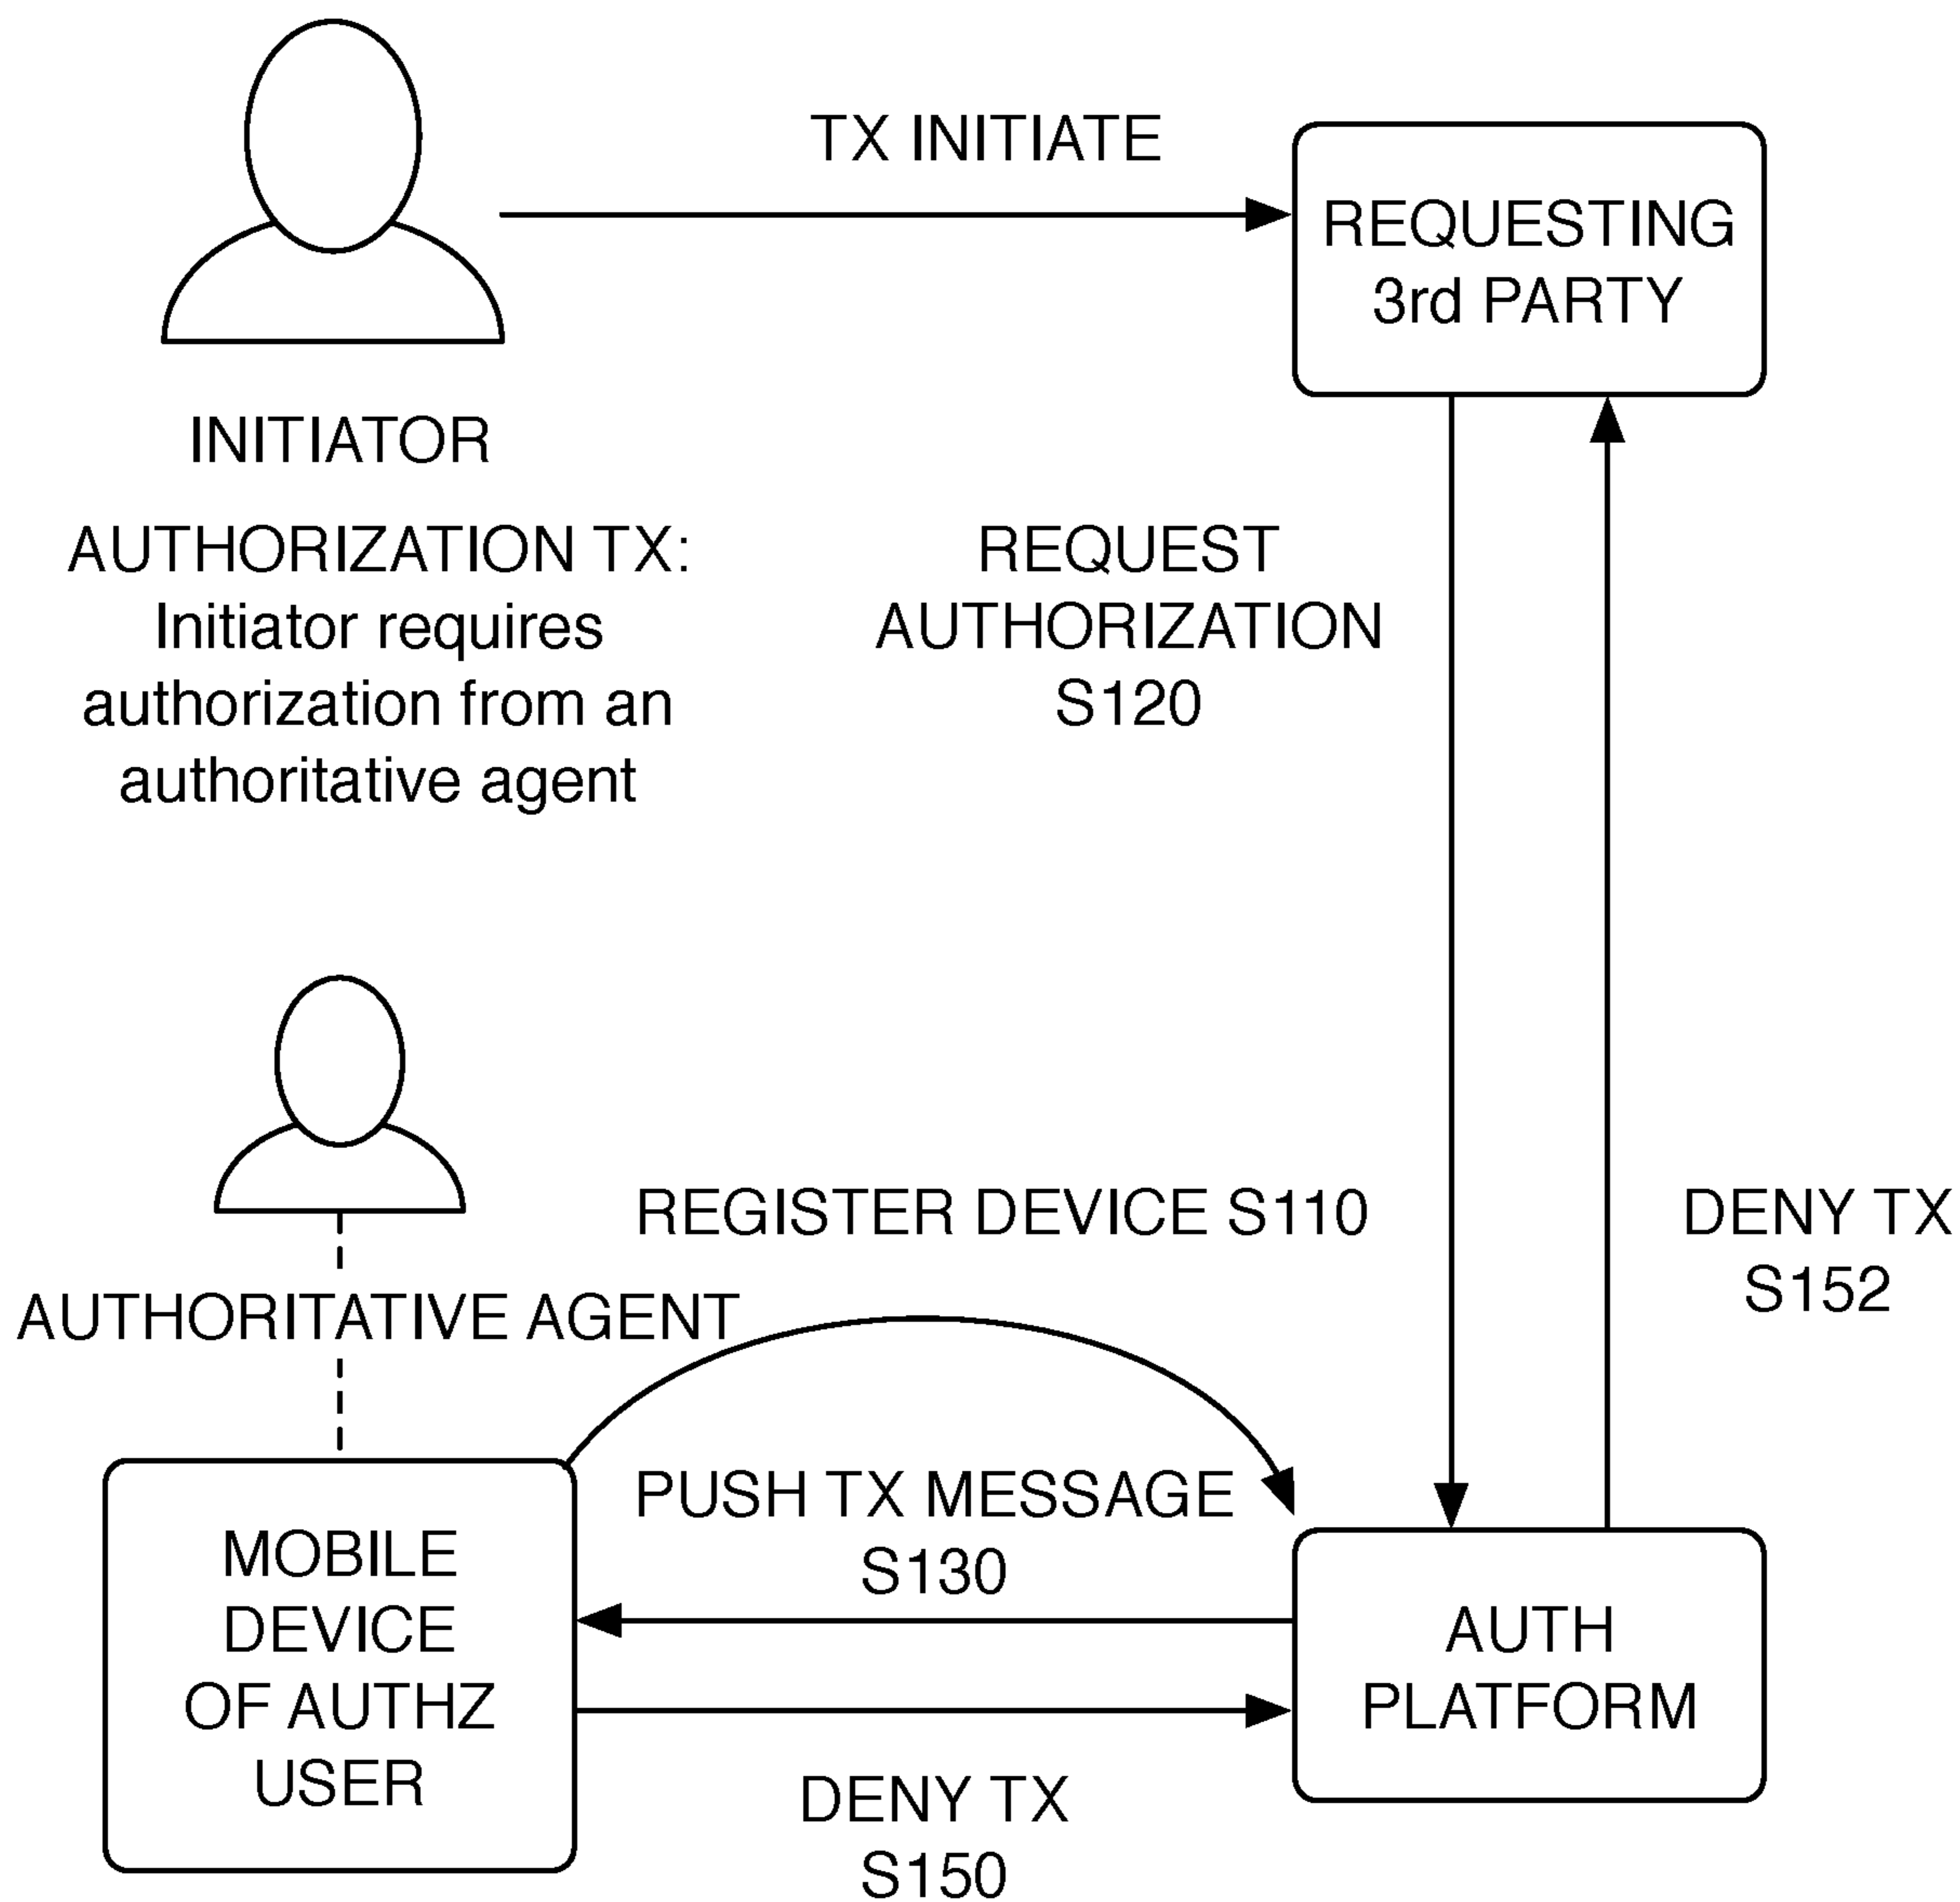 TX INITIATE
REQUESTING
3rd PARTY
INITIATOR
AUTHORIZATION TX:
Initiator requires
authorization from an
authoritative agent
REQUEST
AUTHORIZATION
S120
REGISTER DEVICE S110
DENY TX
S152
AUTHORITATIVE AGENT
PUSH TX MESSAGE
S130
MOBILE
DEVICE
OF AUTHZ
USER
AUTH
PLATFORM
DENY TX
S150